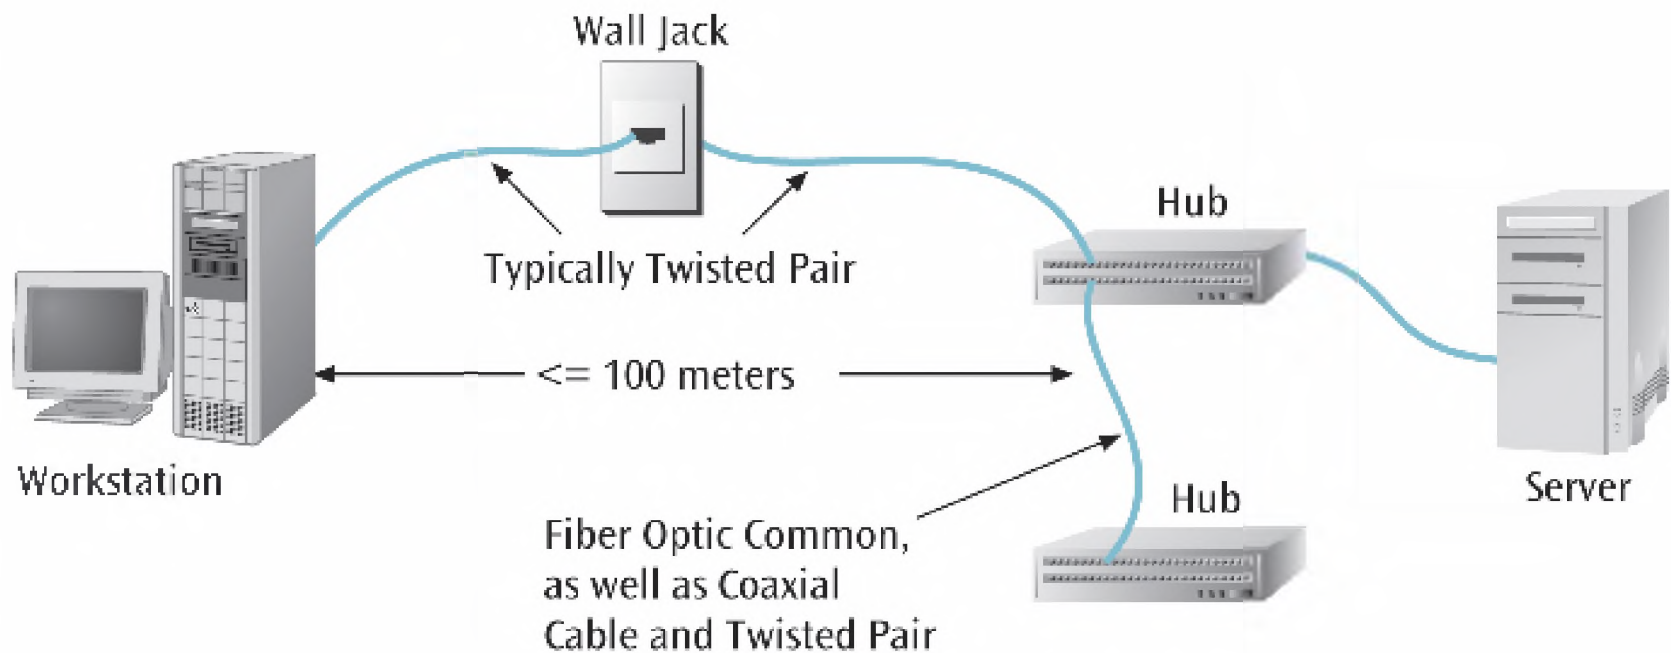 Wall Jack
Hub
Typically Twisted Pair
<= 100 meters
Workstation
Hub
Server
Fiber Optic Common,
as well as Coaxial
Cable and Twisted Pair